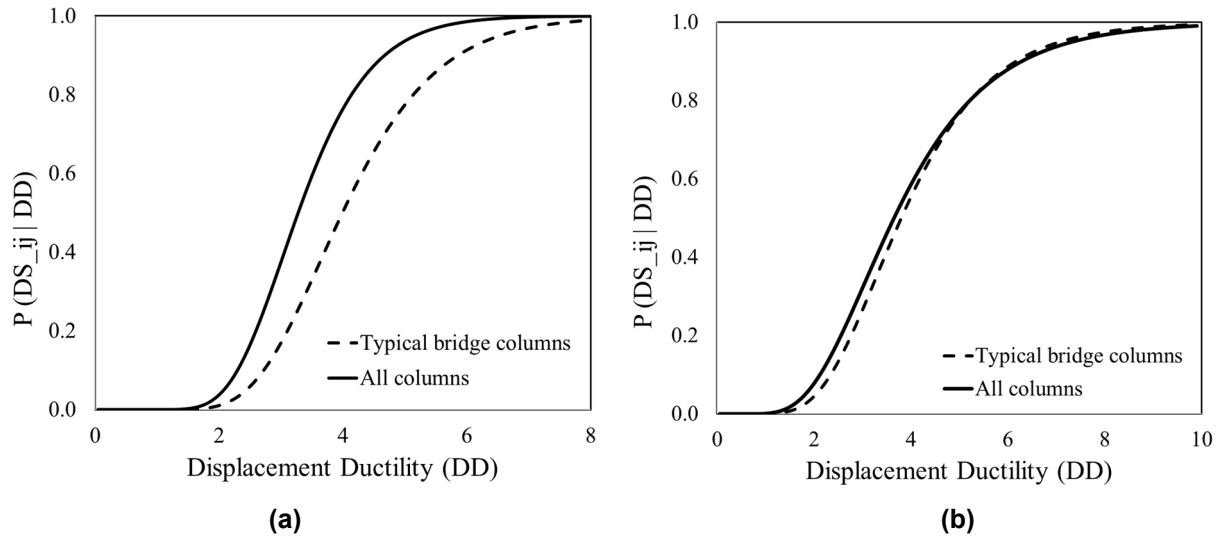 1.0
0.8
0.6
0.4
0.2
0.0
P (DS_ij | DD)
Typical bridge columns
All columns
0 2 4 6 8
Displacement Ductility (DD)
(a)
1.0
0.8
0.6
0.4
0.2
0.0
P (DS_ij | DD)
Typical bridge columns
All columns
0 2 4 6 8 10
Displacement Ductility (DD)
(b)